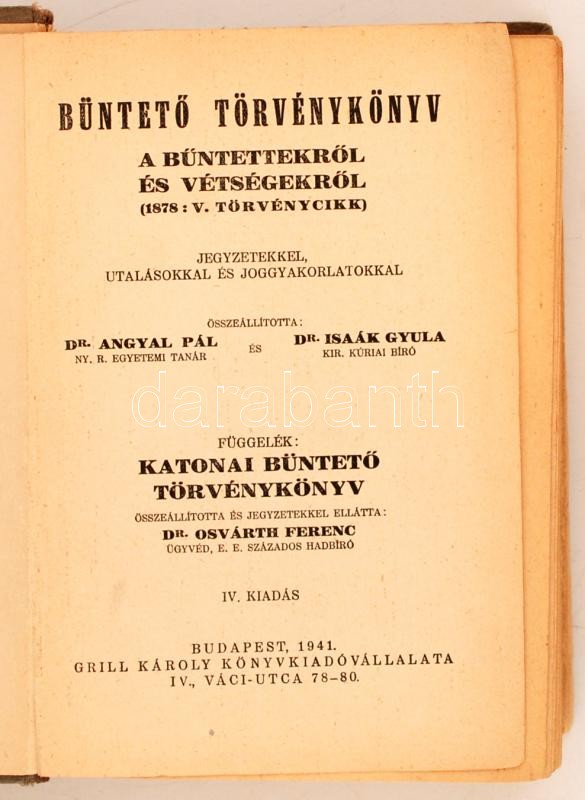 BÜNTETŐ TÖRVÉNYKÖNYV
A BŰNTETTEKRŐL
ÉS VÉTSÉGEKRŐL
(1878: V. TÖRVÉNYCIKK)
JEGYZETEKKEL,
UTALÁSOKKAL ÉS JOGGYAKORLATOKKAL
ÖSSZEÁLLÍTOTTA:
DR. ANGYAL PÁL
NY. R. EGYETEMI TANÁR
ÉS
DR. ISAÁK GYULA
KIR. KÚRIAI BÍRÓ
darabanth
FÜGGELÉK:
KATONAI BÜNTETŐ
TÖRVÉNYKÖNYV
ÖSSZEÁLLÍTOTTA ÉS JEGYZETEKKEL ELLÁTTA:
DR. OSVÁRTH FERENC
ÜGYVÉD, E. E. SZÁZADOS HADBÍRÓ
IV. KIADÁS
BUDAPEST, 1941.
GRILL KÁROLY KÖNYVKIADÓVÁLLALATA
IV., VÁCI-UTCA 78–80.